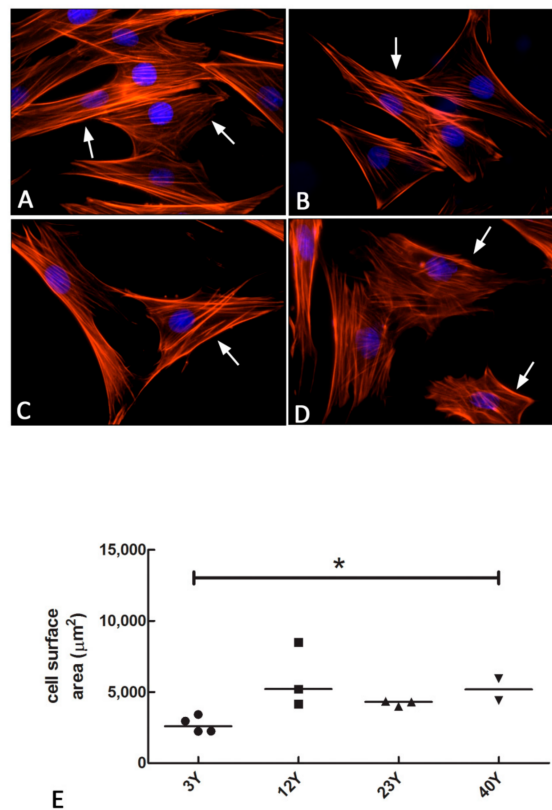 A
B
C
D
15,000
10,000
5,000
0
cell surface
area (μm²)
*
3Y
12Y
23Y
40Y
E